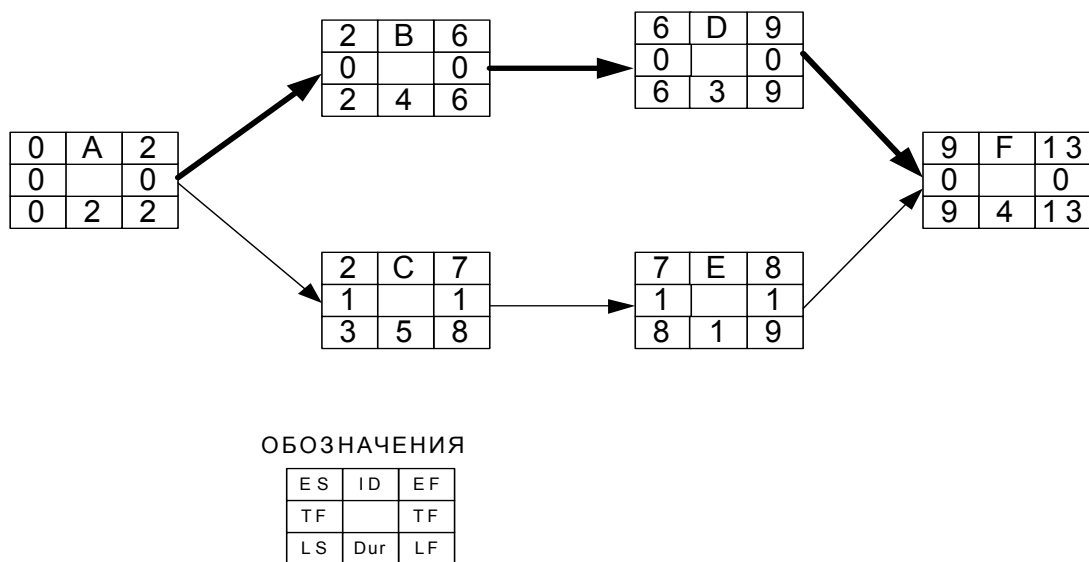 2 B 6
0 0
2 4 6
6 D 9
0 0
6 3 9
0 A 2
0 0
0 2 2
9 F 13
0 0
9 4 13
2 C 7
1 1
3 5 8
7 E 8
1 1
8 1 9
ОБОЗНАЧЕНИЯ
ES ID EF
TF TF
LS Dur LF